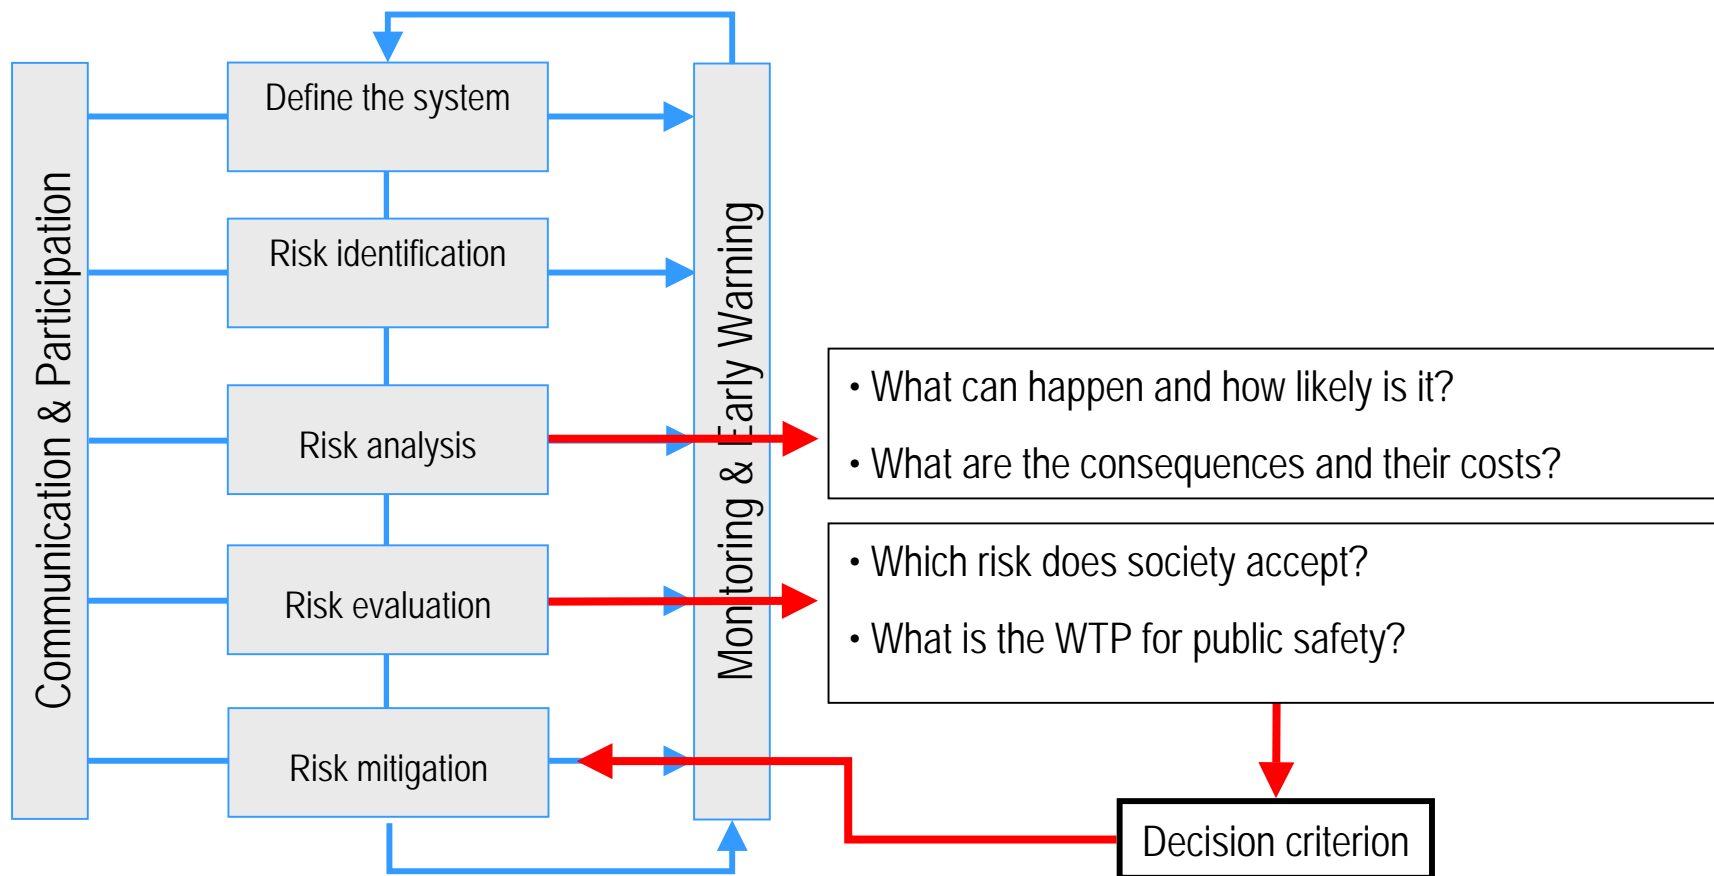 Communication & Participation
Define the system
Risk identification
Risk analysis
Risk evaluation
Risk mitigation
Monitoring & Early Warning
• What can happen and how likely is it?
• What are the consequences and their costs?
• Which risk does society accept?
• What is the WTP for public safety?
Decision criterion